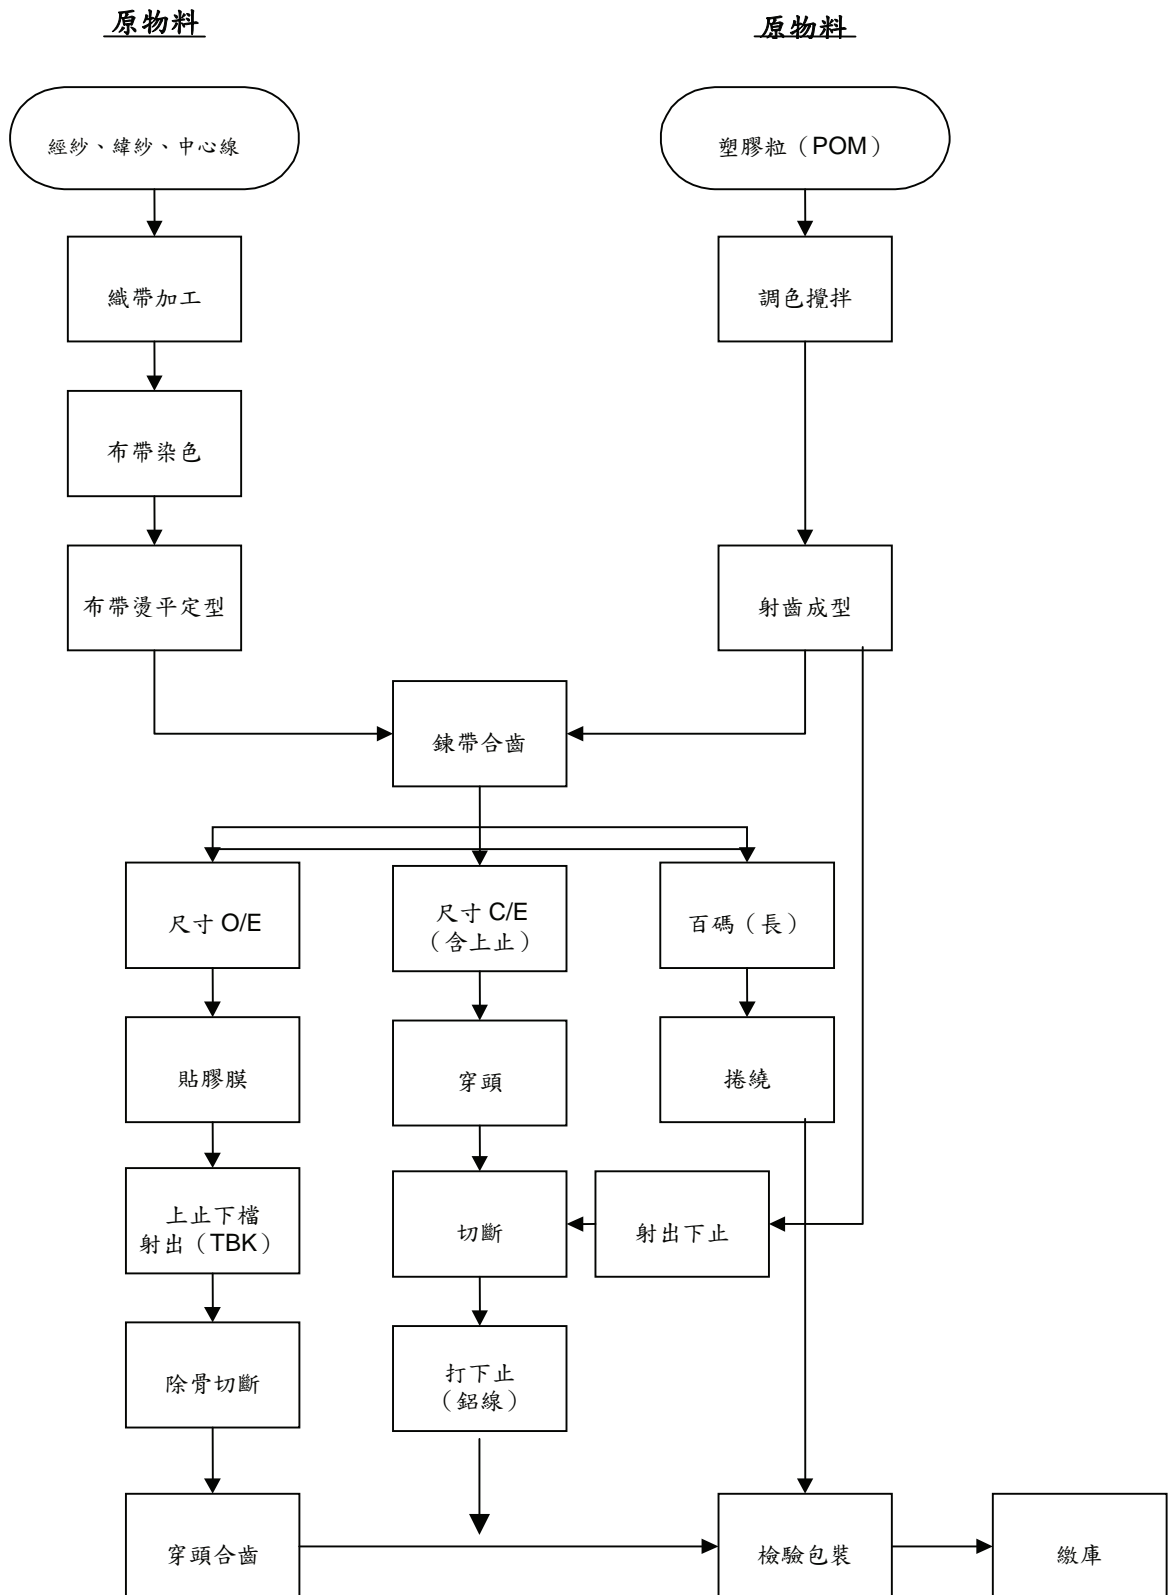 原物料
原物料
經紗、緯紗、中心線
塑膠粒（POM）
織帶加工
調色攪拌
布帶染色
布帶燙平定型
射齒成型
鍊帶合齒
尺寸 O/E
尺寸 C/E
（含上止）
百碼（長）
貼膠膜
穿頭
捲繞
上止下檔
射出（TBK）
切斷
射出下止
除骨切斷
打下止
（鋁線）
穿頭合齒
檢驗包裝
繳庫